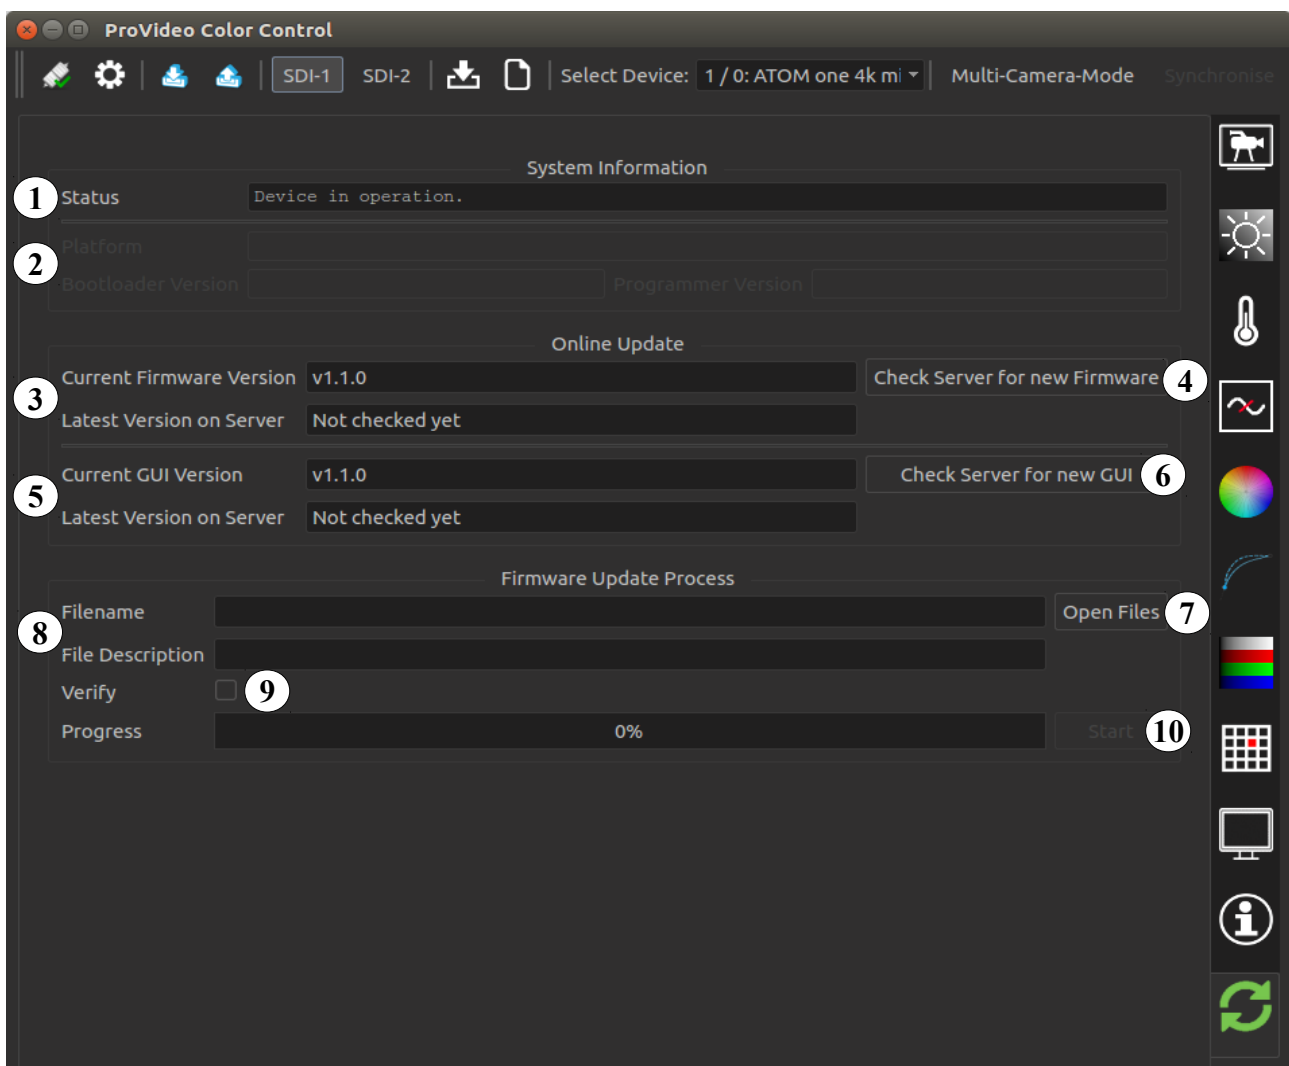 ProVideo Color Control
SDI-1 SDI-2 Select Device: 1 / 0: ATOM one 4k mi Multi-Camera-Mode Synchronise
System Information
1 Status Device in operation.
2 Platform
Bootloader Version Programmer Version
Online Update
3 Current Firmware Version v1.1.0 Check Server for new Firmware 4
Latest Version on Server Not checked yet
5 Current GUI Version v1.1.0 Check Server for new GUI 6
Latest Version on Server Not checked yet
Firmware Update Process
8 Filename Open Files 7
File Description
Verify 9
Progress 0% Start 10